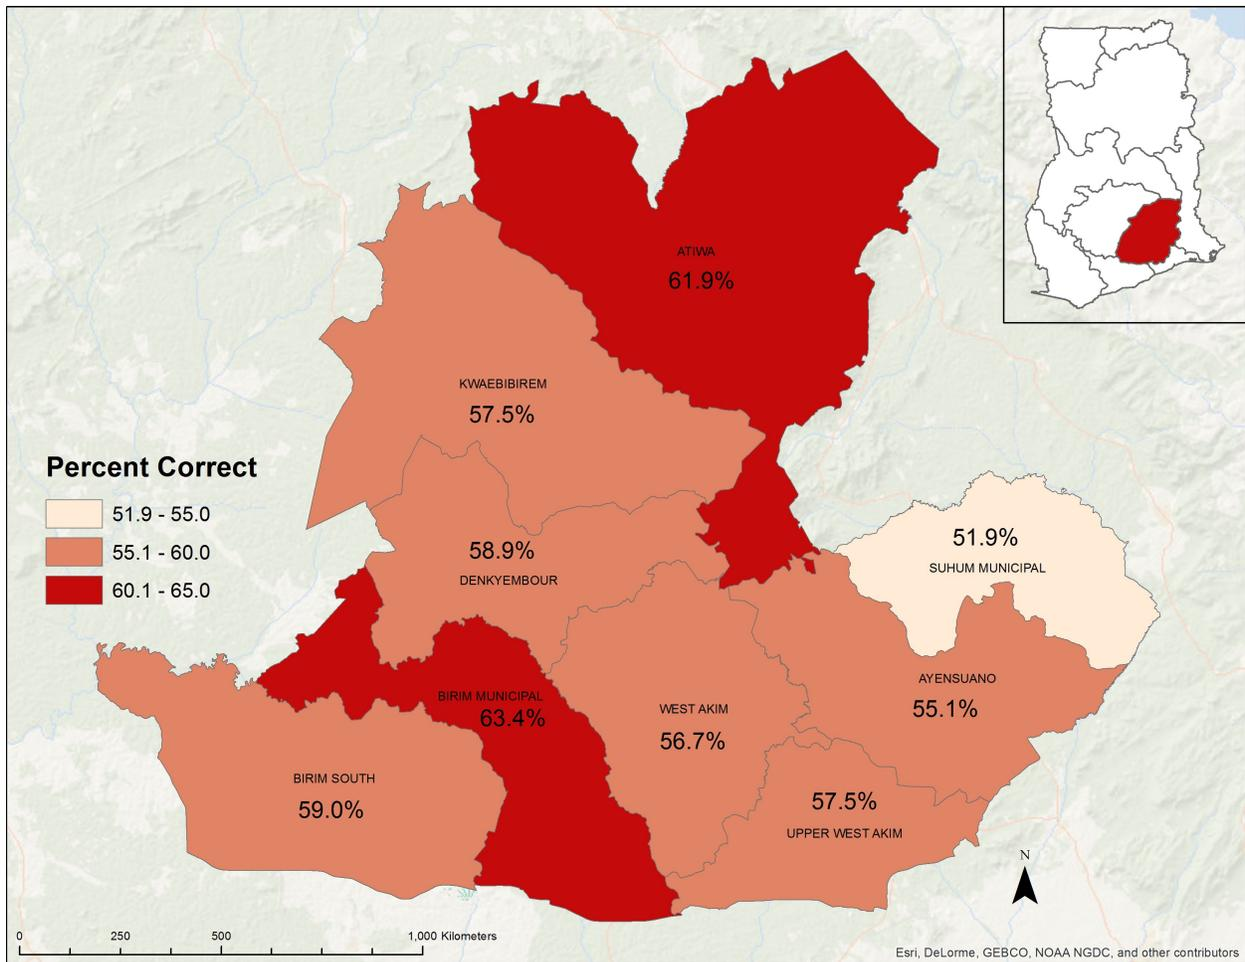 ATIWA
61.9%
KWAEBIBIREM
57.5%
Percent Correct
51.9 - 55.0
55.1 - 60.0
60.1 - 65.0
58.9%
DENKYEMBOUR
51.9%
SUHUM MUNICIPAL
AYENSUANO
55.1%
BIRIM MUNICIPAL
63.4%
WEST AKIM
56.7%
BIRIM SOUTH
59.0%
57.5%
UPPER WEST AKIM
N
0 250 500 1,000 Kilometers
Esri, DeLorme, GEBCO, NOAA NGDC, and other contributors